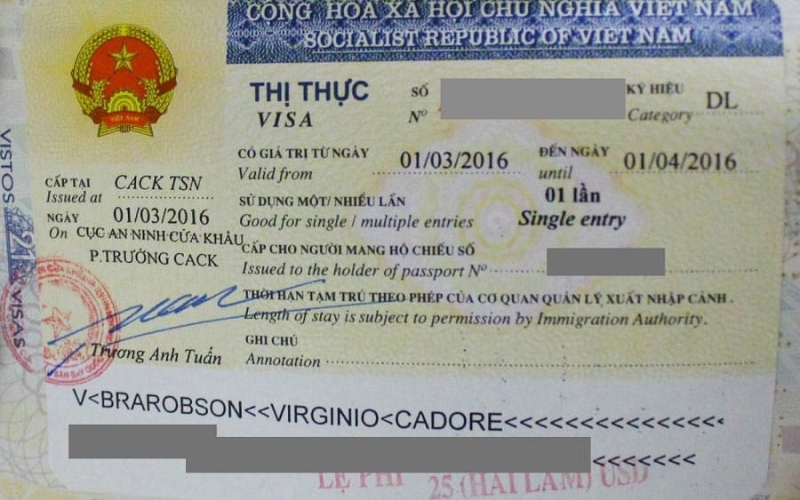 CỘNG HÒA XÃ HỘI CHỦ NGHĨA VIỆT NAM
SOCIALIST REPUBLIC OF VIET NAM
VIỆT NAM
THỊ THỰC
VISA
SỐ
Nº
KÝ HIỆU
Category
DL
CÓ GIÁ TRỊ TỪ NGÀY
Valid from
01/03/2016
ĐẾN NGÀY
until
01/04/2016
CẤP TẠI
Issued at
CACK TSN
NGÀY
On
01/03/2016
CỤC AN NINH CỬA KHẨU
P.TRƯỞNG CACK
SỬ DỤNG MỘT/ NHIỀU LẦN
Good for single / multiple entries
01 lần
Single entry
CẤP CHO NGƯỜI MANG HỘ CHIẾU SỐ
Issued to the holder of passport Nº
THỜI HẠN TẠM TRÚ THEO PHÉP CỦA CƠ QUAN QUẢN LÝ XUẤT NHẬP CẢNH .
Length of stay is subject to permission by Immigration Authority.
GHI CHÚ
Annotation
Trương Anh Tuấn
V<BRAROBSON<<VIRGINIO<CADORE<<<<<<<<<<<<<<<<
<<<<<<<
LỆ PHÍ 25 (HAI LAM) USD
VISTOS
VISAS